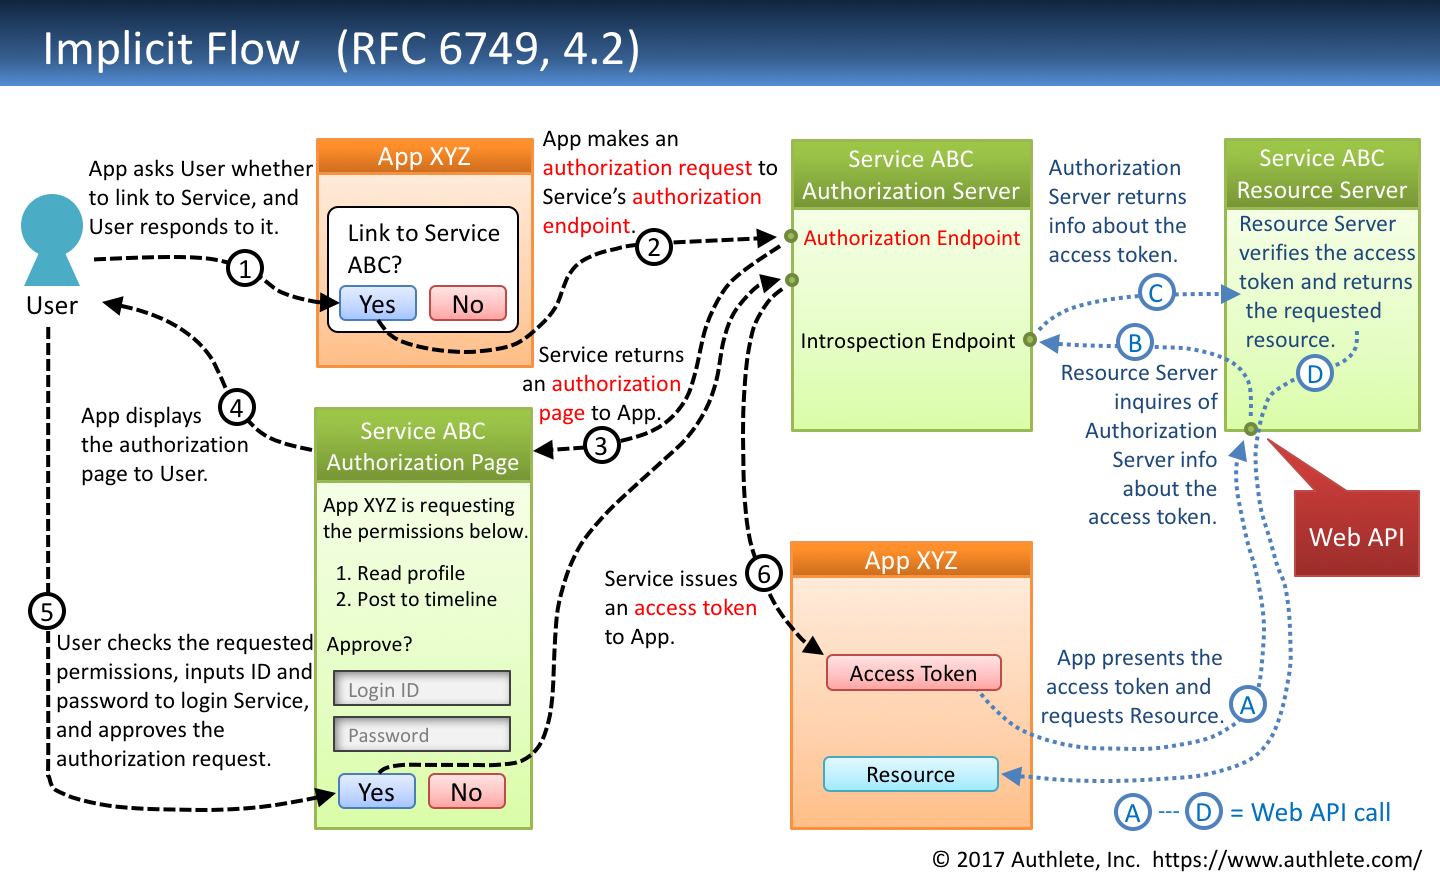 Implicit Flow (RFC 6749, 4.2)
App asks User whether
to link to Service, and
User responds to it.
User
1
App XYZ
Link to Service
ABC?
Yes
No
App makes an
authorization request to
Service's authorization
endpoint.
2
Service ABC
Authorization Server
Authorization Endpoint
Introspection Endpoint
Authorization
Server returns
info about the
access token.
C
B
Service ABC
Resource Server
Resource Server
verifies the access
token and returns
the requested
resource.
D
Resource Server
inquires of
Authorization
Server info
about the
access token.
Web API
Service returns
an authorization
page to App.
3
4
App displays
the authorization
page to User.
Service ABC
Authorization Page
App XYZ is requesting
the permissions below.
1. Read profile
2. Post to timeline
Approve?
Login ID
Password
Yes
No
5
User checks the requested
permissions, inputs ID and
password to login Service,
and approves the
authorization request.
Service issues
an access token
to App.
6
App XYZ
Access Token
Resource
App presents the
access token and
requests Resource.
A
A --- D = Web API call
© 2017 Authlete, Inc. https://www.authlete.com/